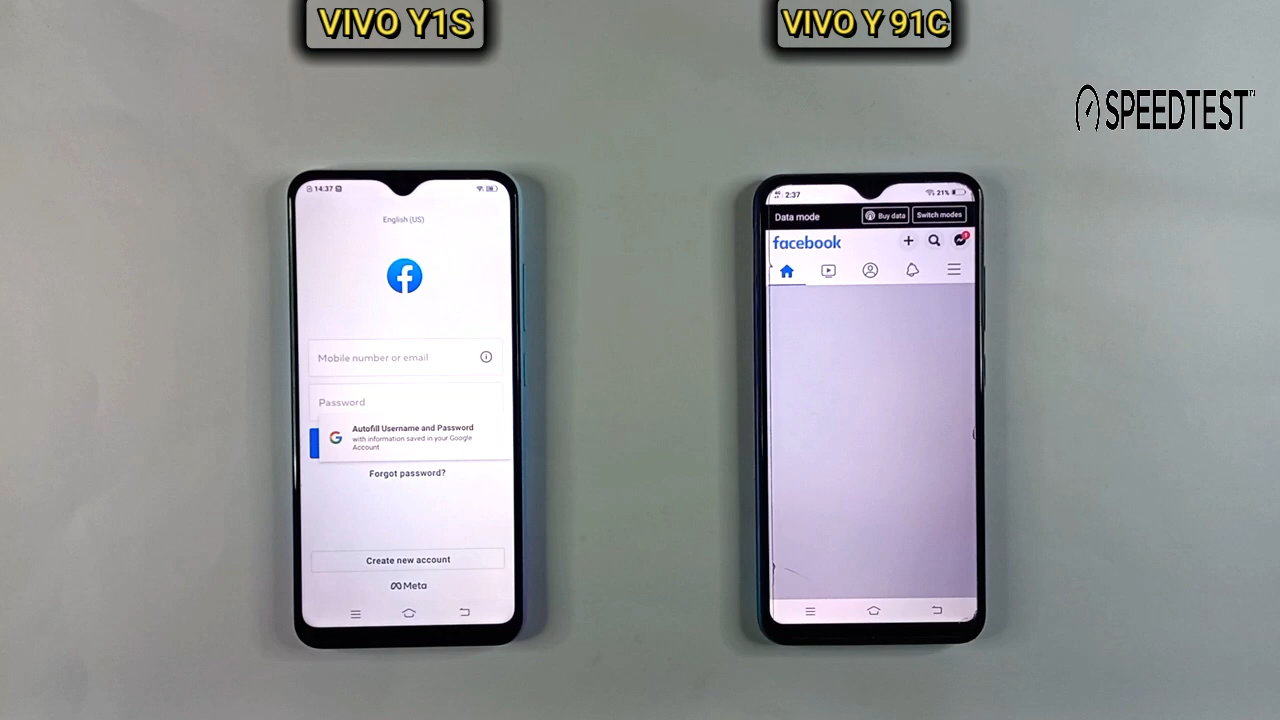 VIVO Y1S
VIVO Y 91C
SPEEDTEST
14:37
English (US)
Mobile number or email
Password
Autofill Username and Password
with information saved in your Google
Account
Forgot password?
Create new account
Meta
2:37
21%
Data mode
Buy data
Switch modes
facebook